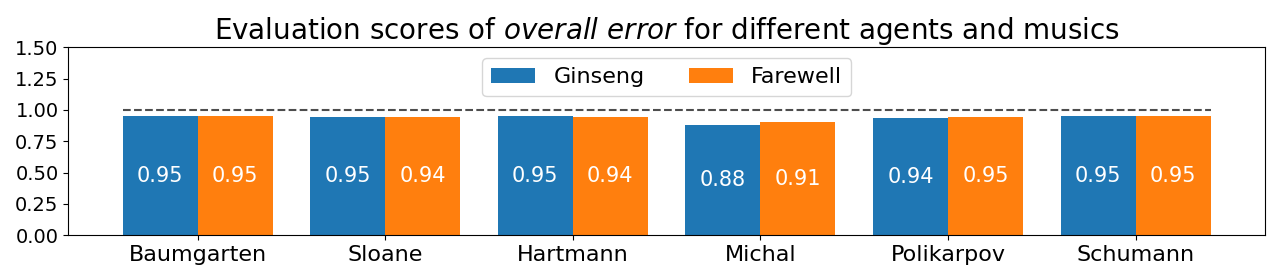 Evaluation scores of overall error for different agents and musics
1.50
1.25
1.00
0.75
0.50
0.25
0.00
Ginseng Farewell
0.95 0.95 0.95 0.94 0.95 0.94 0.88 0.91 0.94 0.95 0.95 0.95
Baumgarten Sloane Hartmann Michal Polikarpov Schumann